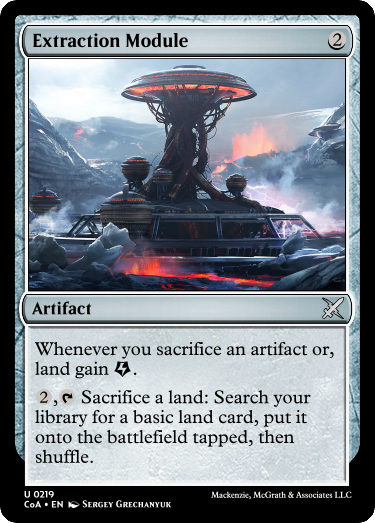 Extraction Module 2
Artifact
Whenever you sacrifice an artifact or,
land gain.
2, Sacrifice a land: Search your
library for a basic land card, put it
onto the battlefield tapped, then
shuffle.
U 0219
CoA • EN Sergey Grechanyuk
Mackenzie, McGrath & Associates LLC